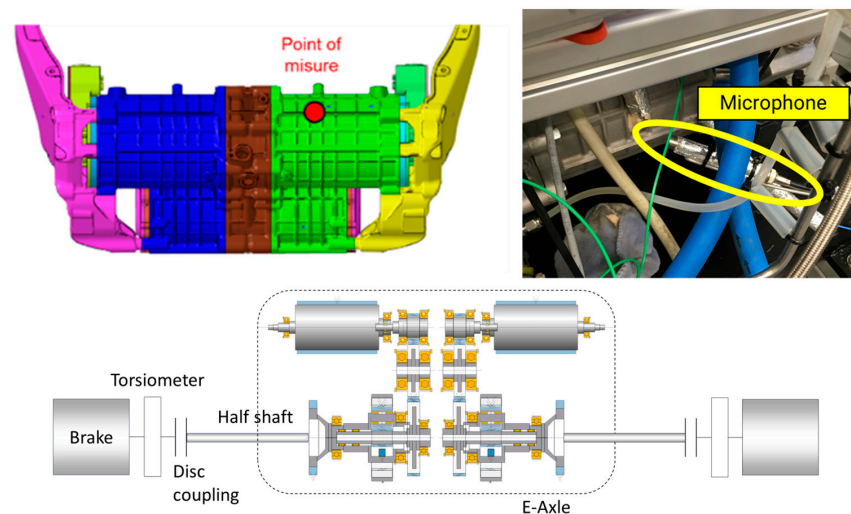 Point of
misure
Microphone
Torsiometer
Half shaft
Brake
Disc
coupling
E-Axle